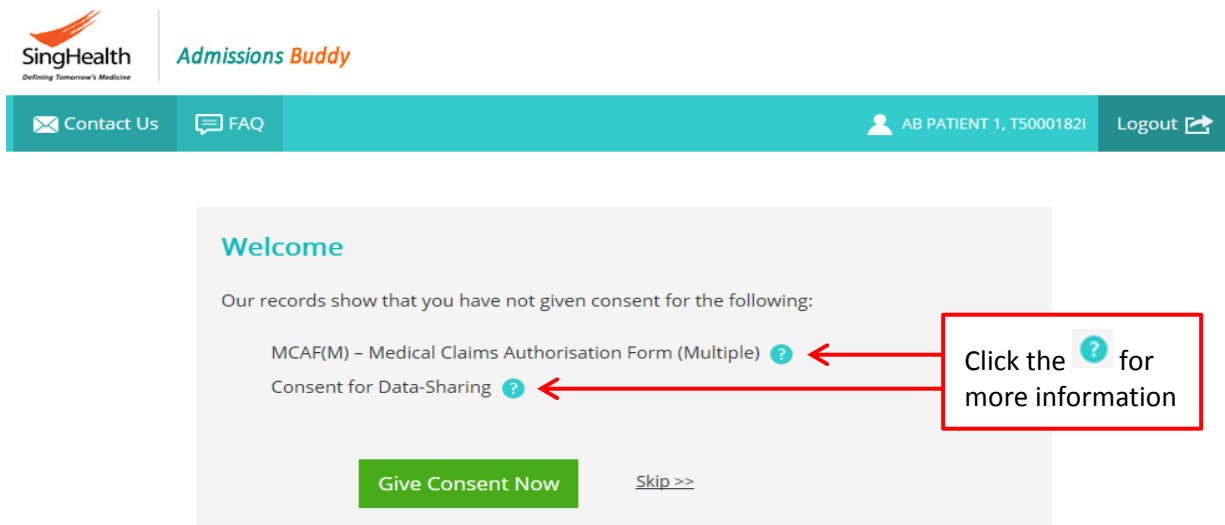 SingHealth
Defining Tomorrow's Medicine
Admissions Buddy
Contact Us
FAQ
AB PATIENT 1, T5000182I
Logout
Welcome
Our records show that you have not given consent for the following:
MCAF(M) – Medical Claims Authorisation Form (Multiple) ?
Consent for Data-Sharing ?
Click the ? for
more information
Give Consent Now
Skip >>